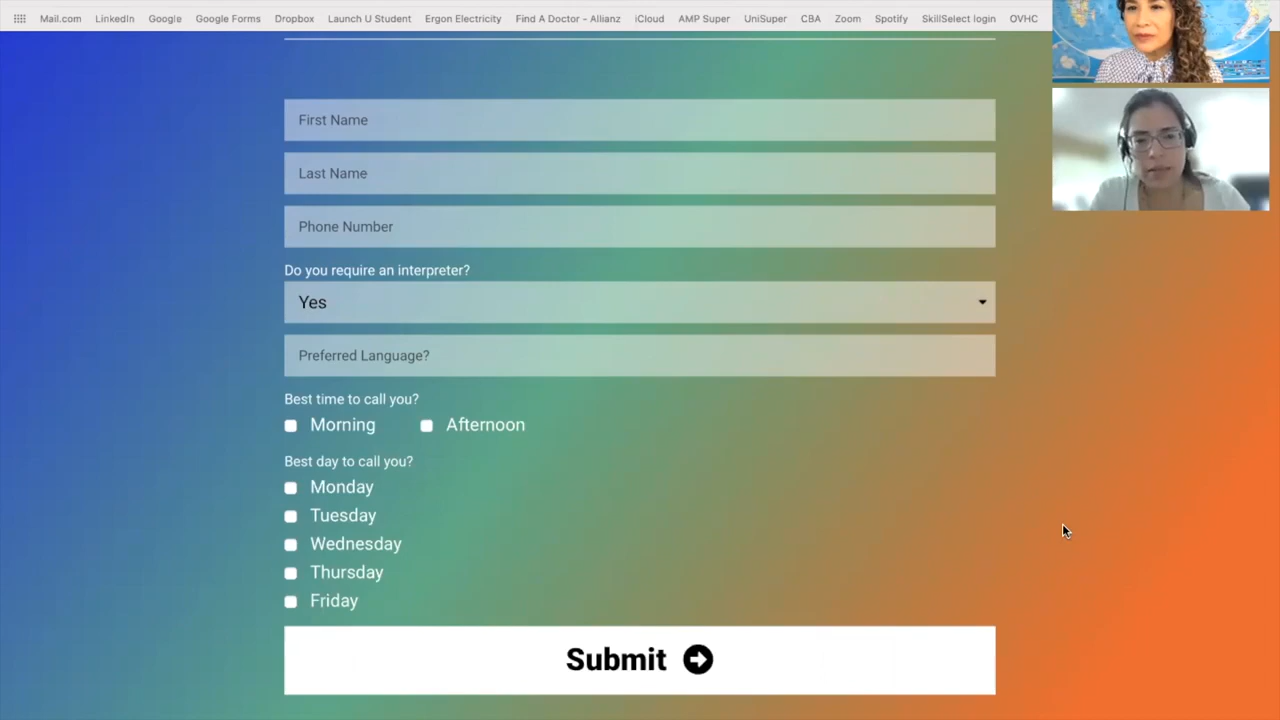 Mail.com LinkedIn Google Google Forms Dropbox Launch U Student Ergon Electricity Find A Doctor - Allianz iCloud AMP Super UniSuper CBA Zoom Spotify SkillSelect login OVHC
First Name
Last Name
Phone Number
Do you require an interpreter?
Yes
Preferred Language?
Best time to call you?
Morning Afternoon
Best day to call you?
Monday
Tuesday
Wednesday
Thursday
Friday
Submit